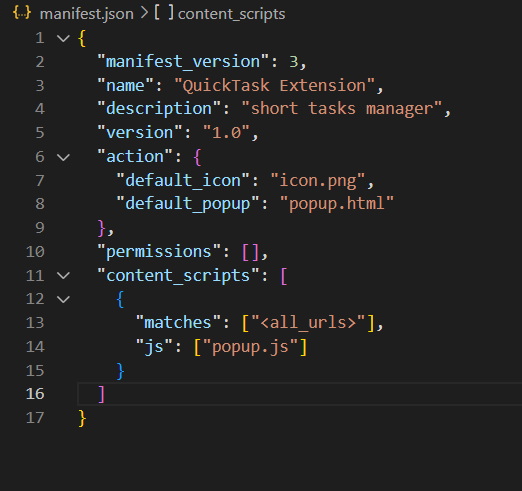 manifest.json > [ ] content_scripts
1 {
2 "manifest_version": 3,
3 "name": "QuickTask Extension",
4 "description": "short tasks manager",
5 "version": "1.0",
6 "action": {
7 "default_icon": "icon.png",
8 "default_popup": "popup.html"
9 },
10 "permissions": [],
11 "content_scripts": [
12 {
13 "matches": ["<all_urls>"],
14 "js": ["popup.js"]
15 }
16 ]
17 }